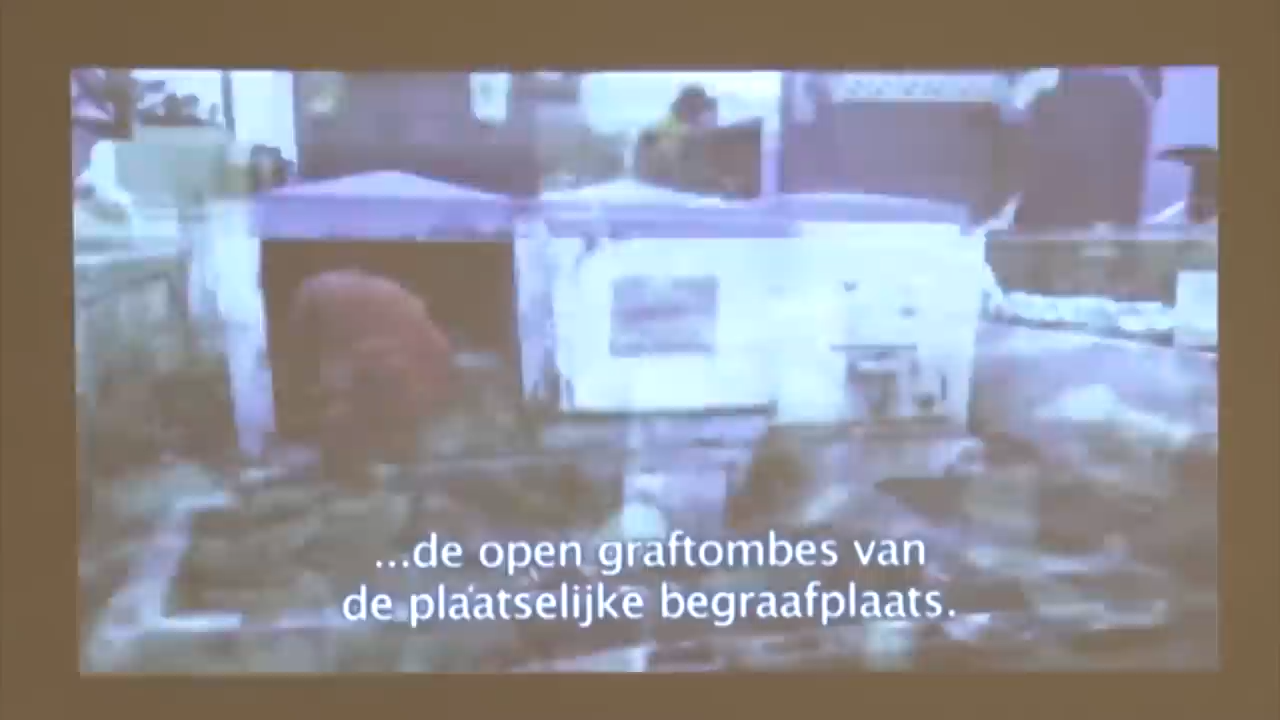 ...de open graftombes van
de plaatselijke begraafplaats.